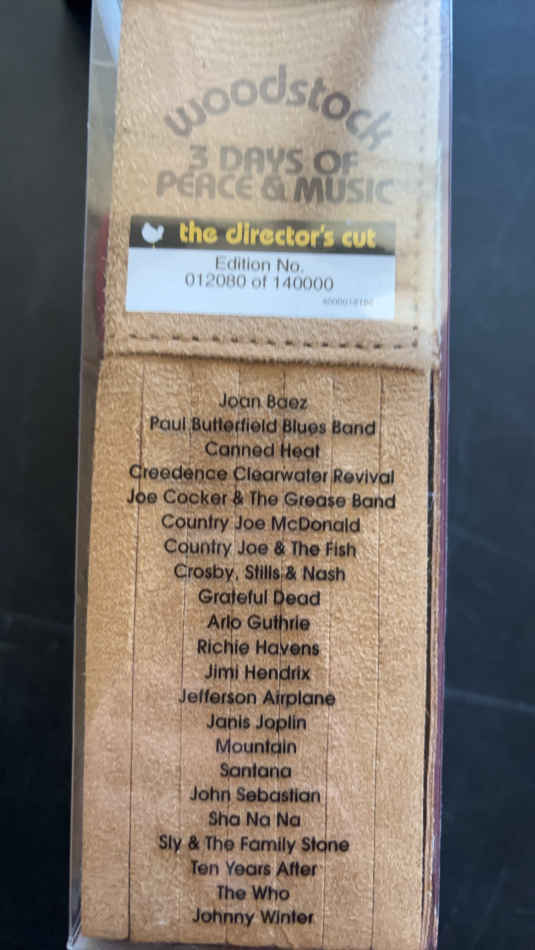 woodstock
3 DAYS OF
PEACE & MUSIC
the director's cut
Edition No.
012080 of 140000
Joan Baez
Paul Butterfield Blues Band
Canned Heat
Creedence Clearwater Revival
Joe Cocker & The Grease Band
Country Joe McDonald
Country Joe & The Fish
Crosby, Stills & Nash
Grateful Dead
Arlo Guthrie
Richie Havens
Jimi Hendrix
Jefferson Airplane
Janis Joplin
Mountain
Santana
John Sebastian
Sha Na Na
Sly & The Family Stone
Ten Years After
The Who
Johnny Winter